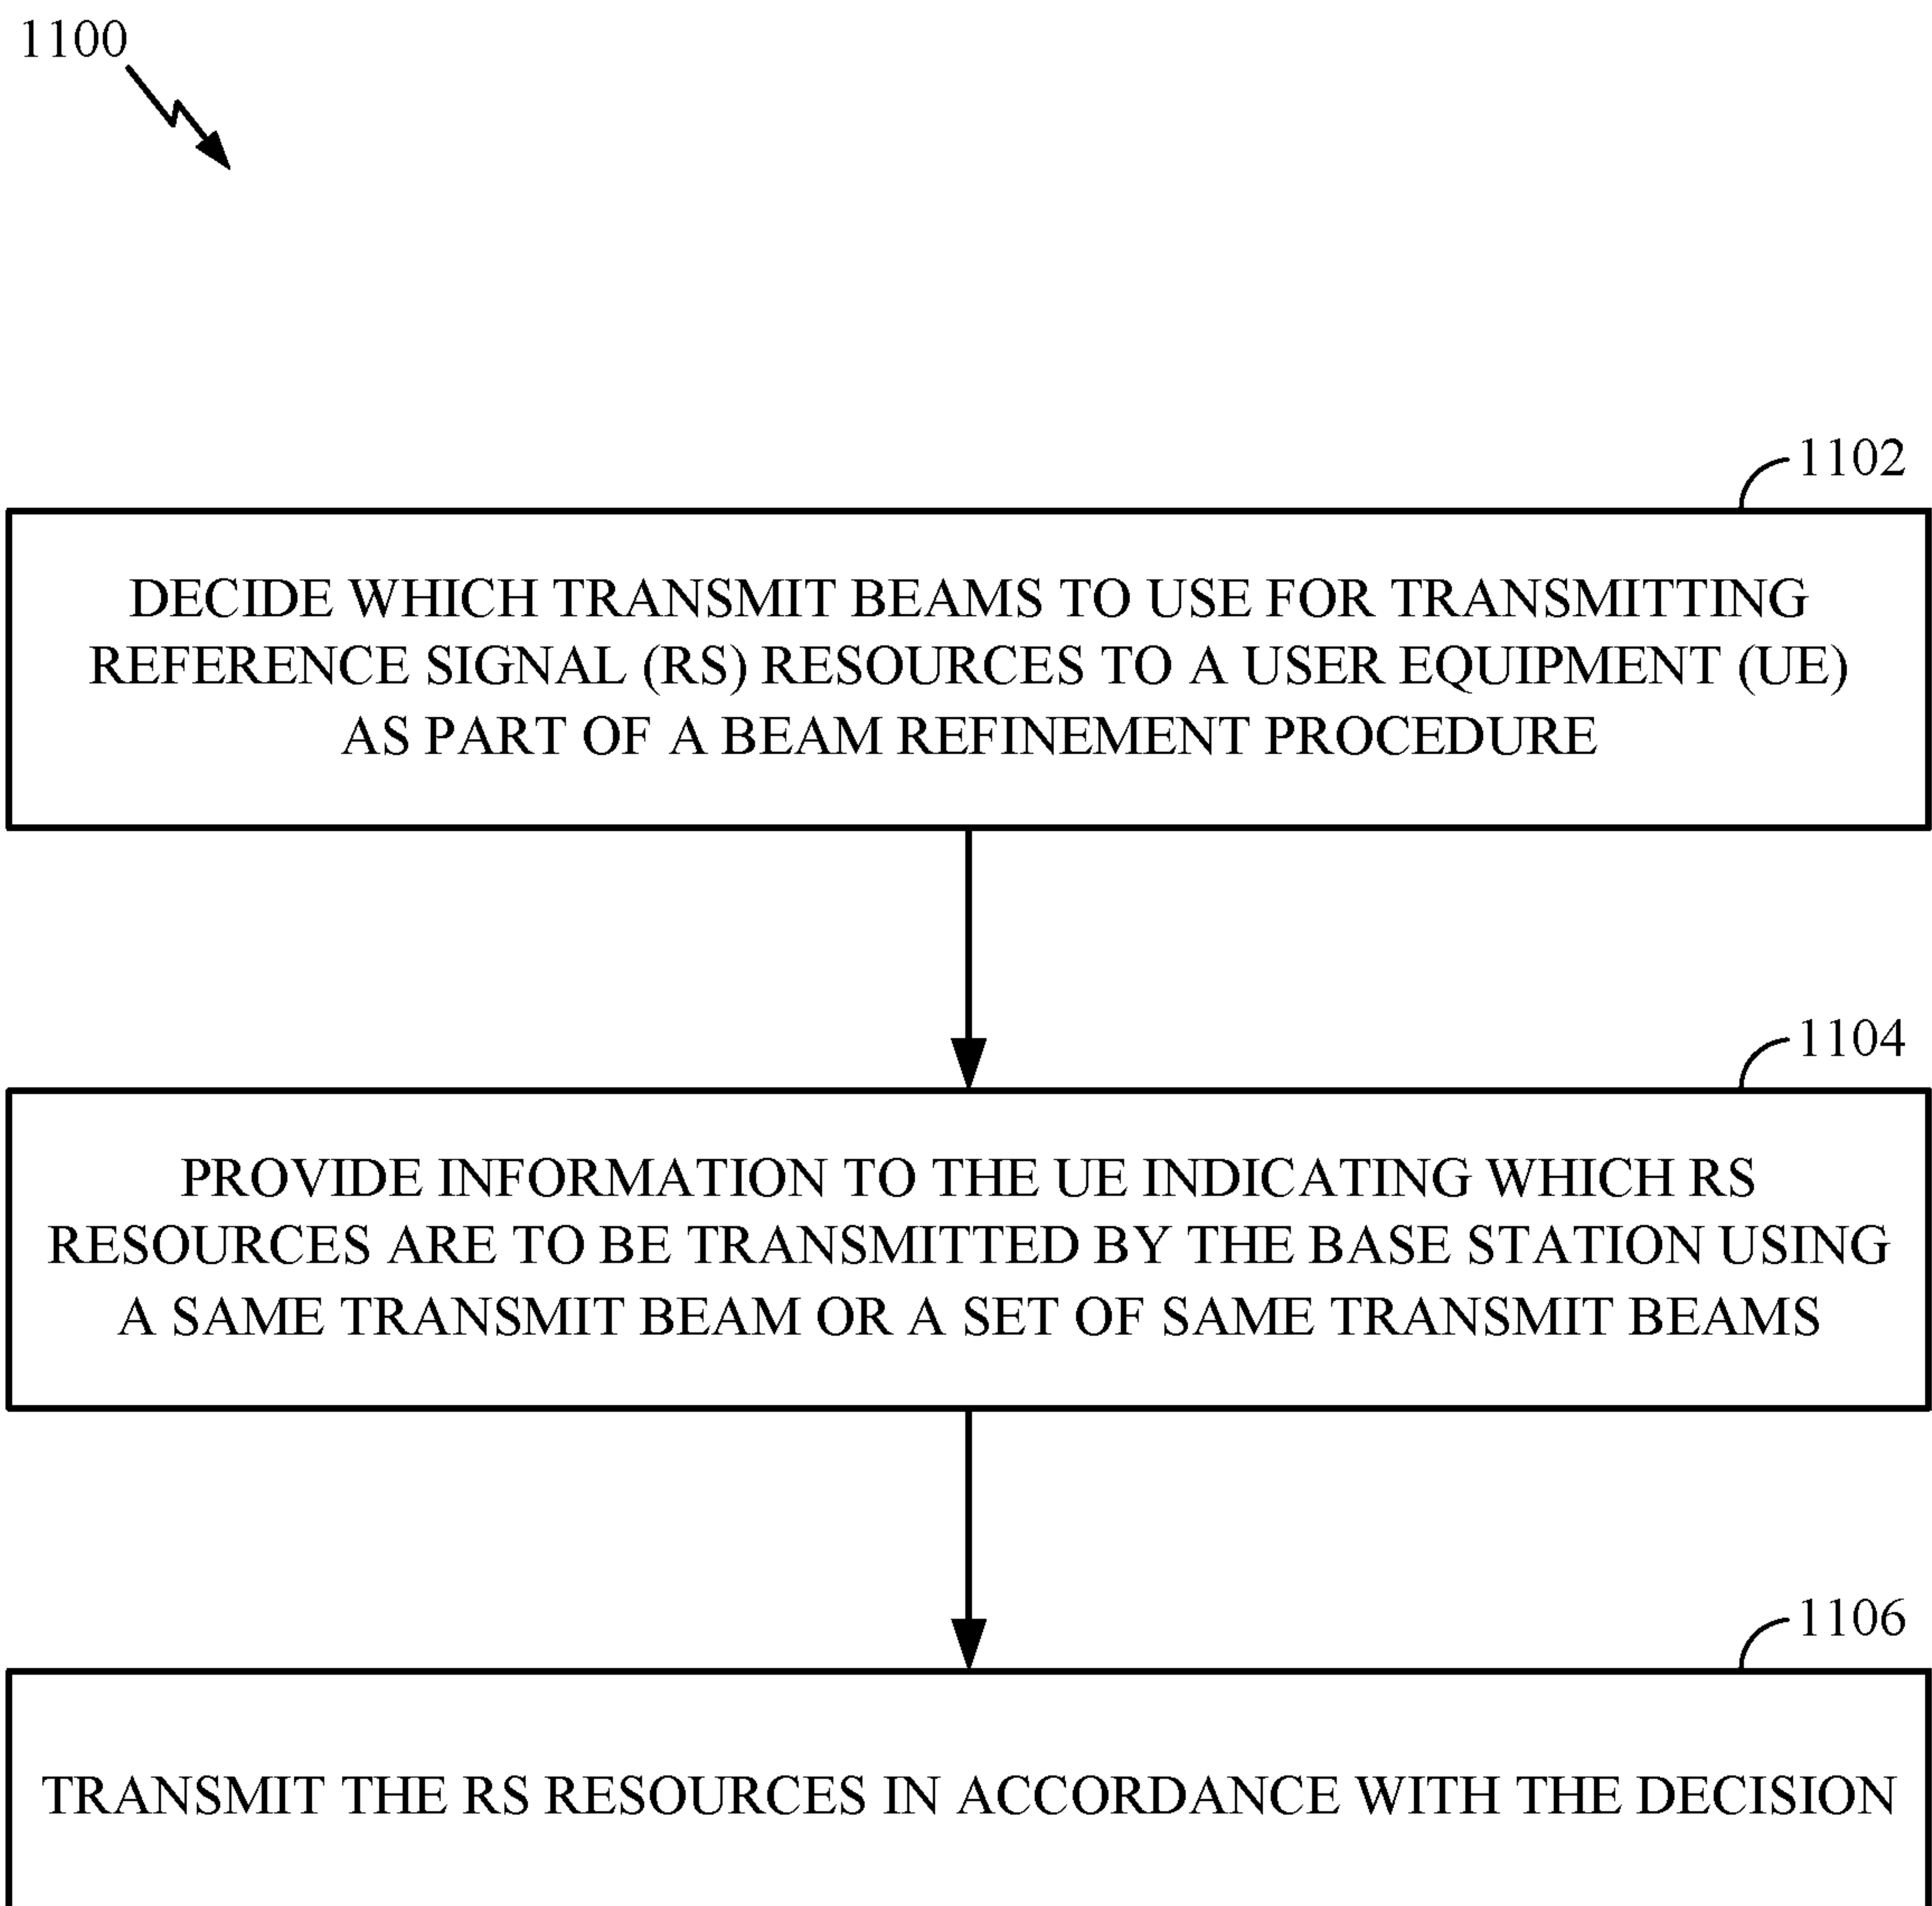 1100
1102
DECIDE WHICH TRANSMIT BEAMS TO USE FOR TRANSMITTING
REFERENCE SIGNAL (RS) RESOURCES TO A USER EQUIPMENT (UE)
AS PART OF A BEAM REFINEMENT PROCEDURE
1104
PROVIDE INFORMATION TO THE UE INDICATING WHICH RS
RESOURCES ARE TO BE TRANSMITTED BY THE BASE STATION USING
A SAME TRANSMIT BEAM OR A SET OF SAME TRANSMIT BEAMS
1106
TRANSMIT THE RS RESOURCES IN ACCORDANCE WITH THE DECISION